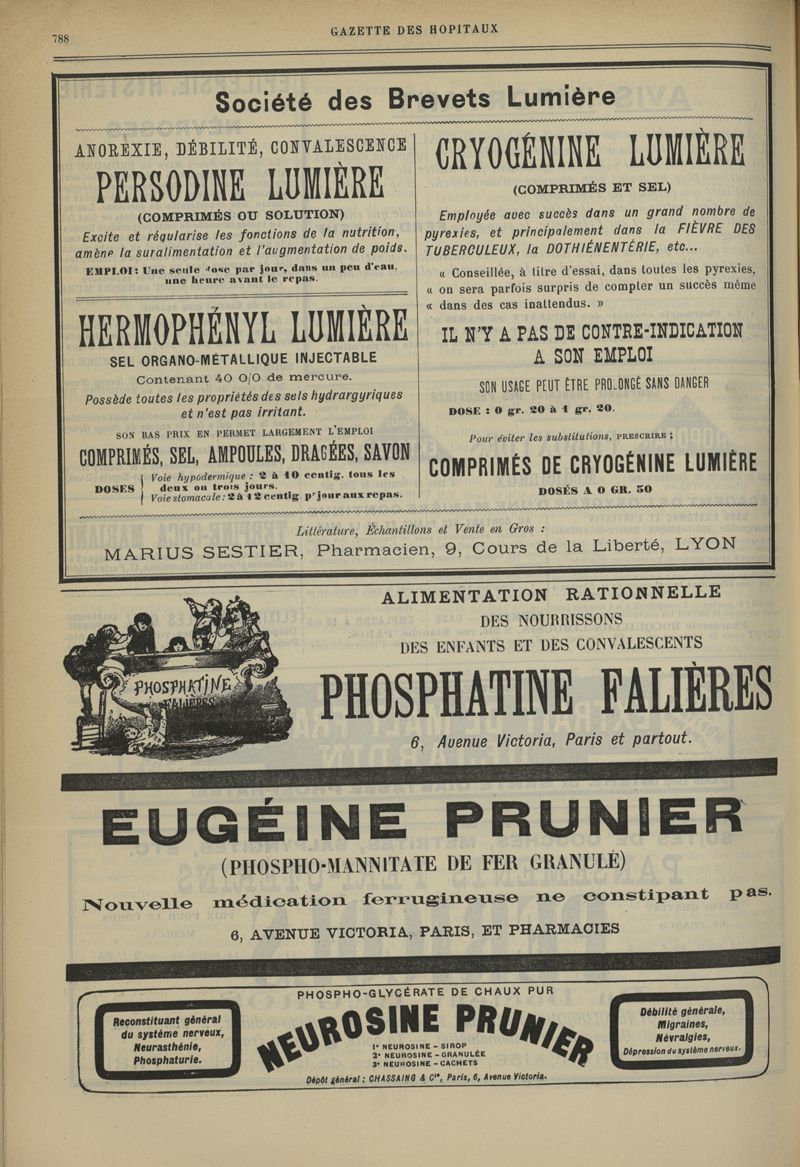 788
GAZETTE DES HOPITAUX
Société des Brevets Lumière
ANOREXIE, DÉBILITÉ, CONVALESCENCE
PERSODINE LUMIÈRE
(COMPRIMÉS OU SOLUTION)
Excite et régularise les fonctions de la nutrition,
amène la suralimentation et l'augmentation de poids.
EMPLOI: Une seule dose par jour, dans un peu d'eau,
une heure avant le repas.
HERMOPHÉNYL LUMIÈRE
SEL ORGANO-MÉTALLIQUE INJECTABLE
Contenant 40 0/0 de mercure.
Possède toutes les propriétés des sels hydrargyriques
et n'est pas irritant.
SON BAS PRIX EN PERMET LARGEMENT L'EMPLOI
COMPRIMÉS, SEL, AMPOULES, DRAGÉES, SAVON
DOSES
Voie hypodermique : 2 à 10 centig. tous les
deux ou trois jours.
Voie stomacale : 2 à 12 centig. p'jour aux repas.
CRYOGÉNINE LUMIÈRE
(COMPRIMÉS ET SEL)
Employée avec succès dans un grand nombre de
pyrexies, et principalement dans la FIÈVRE DES
TUBERCULEUX, la DOTHIÉNENTÉRIE, etc...
« Conseillée, à titre d'essai, dans toutes les pyrexies,
« on sera parfois surpris de compter un succès même
« dans des cas inattendus. »
IL N'Y A PAS DE CONTRE-INDICATION
A SON EMPLOI
SON USAGE PEUT ÊTRE PROLONGÉ SANS DANGER
DOSE : 0 gr. 20 à 1 gr. 20.
Pour éviter les substitutions, PRESCRIRE :
COMPRIMÉS DE CRYOGÉNINE LUMIÈRE
DOSÉS A 0 GR. 50
Littérature, Échantillons et Vente en Gros :
MARIUS SESTIER, Pharmacien, 9, Cours de la Liberté, LYON
PHOSPHATINE
FALIÈRES
ALIMENTATION RATIONNELLE
DES NOURRISSONS
DES ENFANTS ET DES CONVALESCENTS
PHOSPHATINE FALIÈRES
6, Avenue Victoria, Paris et partout.
EUGÉINE PRUNIER
(PHOSPHO-MANNITATE DE FER GRANULÉ)
Nouvelle médication ferrugineuse ne constipant pas.
6, AVENUE VICTORIA, PARIS, ET PHARMACIES
Reconstituant général
du système nerveux,
Neurasthénie,
Phosphaturie.
PHOSPHO-GLYCÉRATE DE CHAUX PUR
NEUROSINE PRUNIER
1° NEUROSINE – SIROP
2° NEUROSINE – GRANULÉE
3° NEUROSINE – CACHETS
Dépôt général : CHASSAING & Cie, Paris, 6, Avenue Victoria.
Débilité générale,
Migraines,
Névralgies,
Dépression du système nerveux.